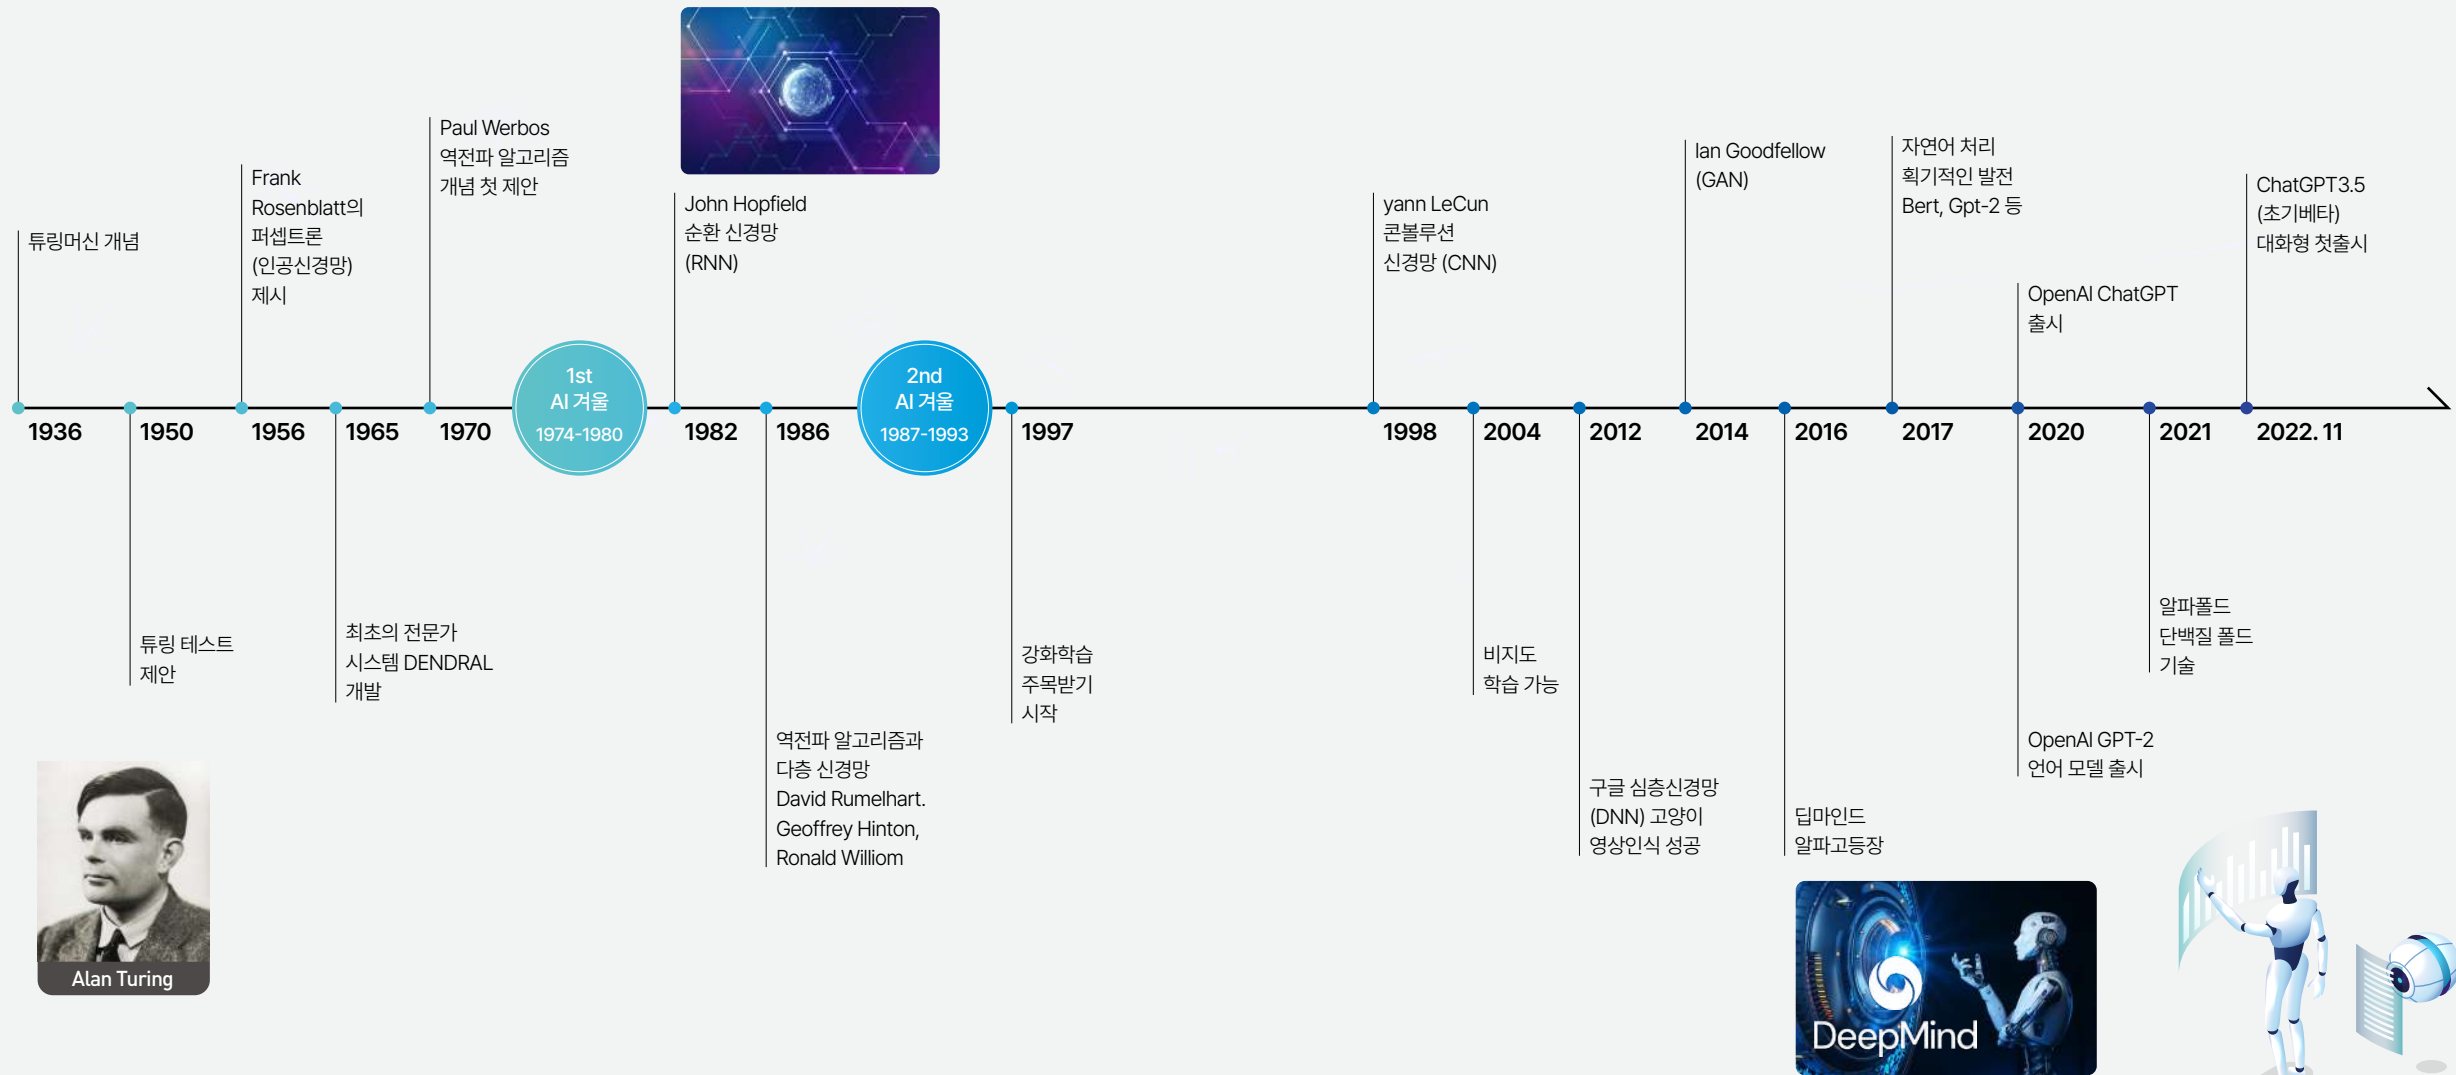 튜링머신 개념
1936
1950
튜링 테스트
제안
Alan Turing
Frank
Rosenblatt의
퍼셉트론
(인공신경망)
제시
1956
1965
최초의 전문가
시스템 DENDRAL
개발
Paul Werbos
역전파 알고리즘
개념 첫 제안
1970
1st
AI 겨울
1974-1980
John Hopfield
순환 신경망
(RNN)
1982
1986
역전파 알고리즘과
다층 신경망
David Rumelhart.
Geoffrey Hinton,
Ronald Williom
2nd
AI 겨울
1987-1993
1997
강화학습
주목받기
시작
yann LeCun
콘볼루션
신경망 (CNN)
1998
2004
비지도
학습 가능
2012
구글 심층신경망
(DNN) 고양이
영상인식 성공
Ian Goodfellow
(GAN)
2014
2016
딥마인드
알파고등장
DeepMind
자연어 처리
획기적인 발전
Bert, Gpt-2 등
2017
OpenAI ChatGPT
출시
2020
OpenAI GPT-2
언어 모델 출시
2021
알파폴드
단백질 폴드
기술
ChatGPT3.5
(초기베타)
대화형 첫출시
2022. 11